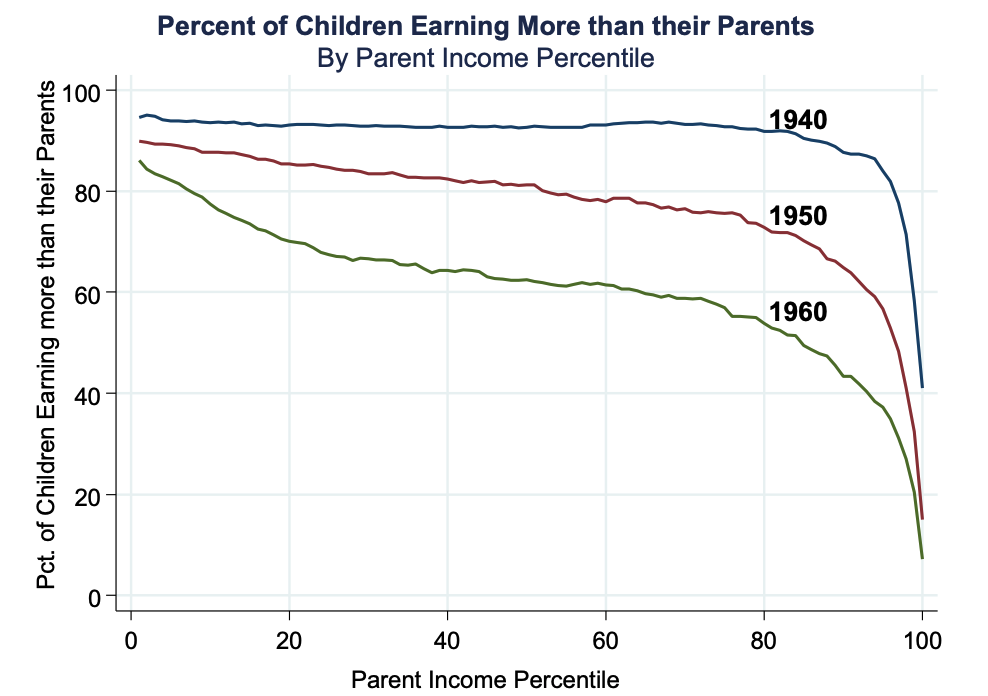 Percent of Children Earning More than their Parents
By Parent Income Percentile
Pct. of Children Earning more than their Parents
100
80
60
40
20
0
1940
1950
1960
0 20 40 60 80 100
Parent Income Percentile